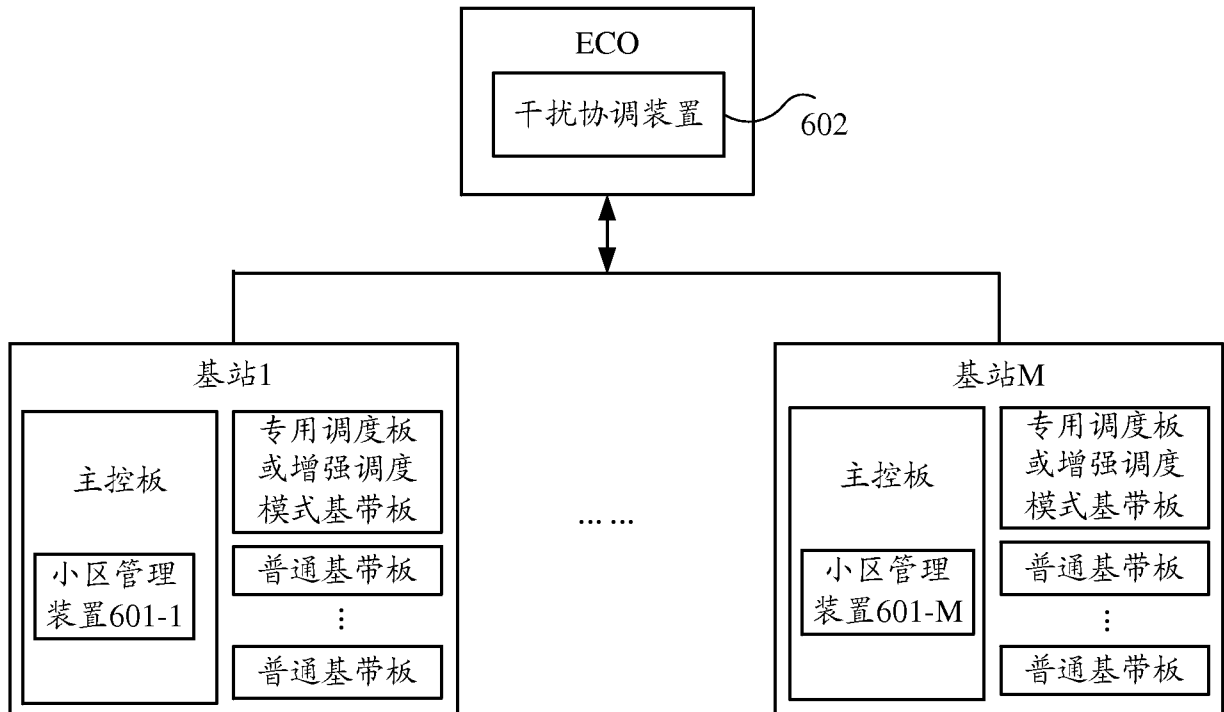 ECO
干扰协调装置
602
基站1
主控板
小区管理
装置601-1
专用调度板
或增强调度
模式基带板
普通基带板
⋮
普通基带板
... ...
基站M
主控板
小区管理
装置601-M
专用调度板
或增强调度
模式基带板
普通基带板
⋮
普通基带板